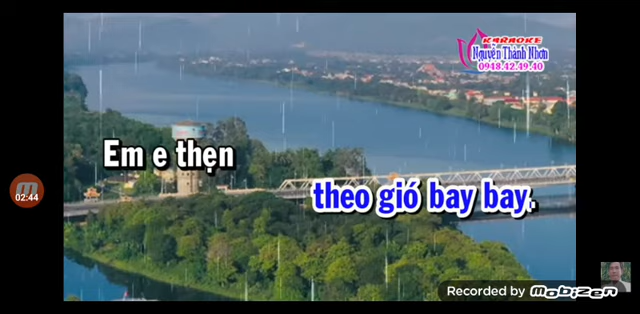 KARAOKE
Nguyễn Thành Nhơn
0948.42.49.40
Em e thẹn
theo gió bay bay.
02:44
Recorded by Mobizen